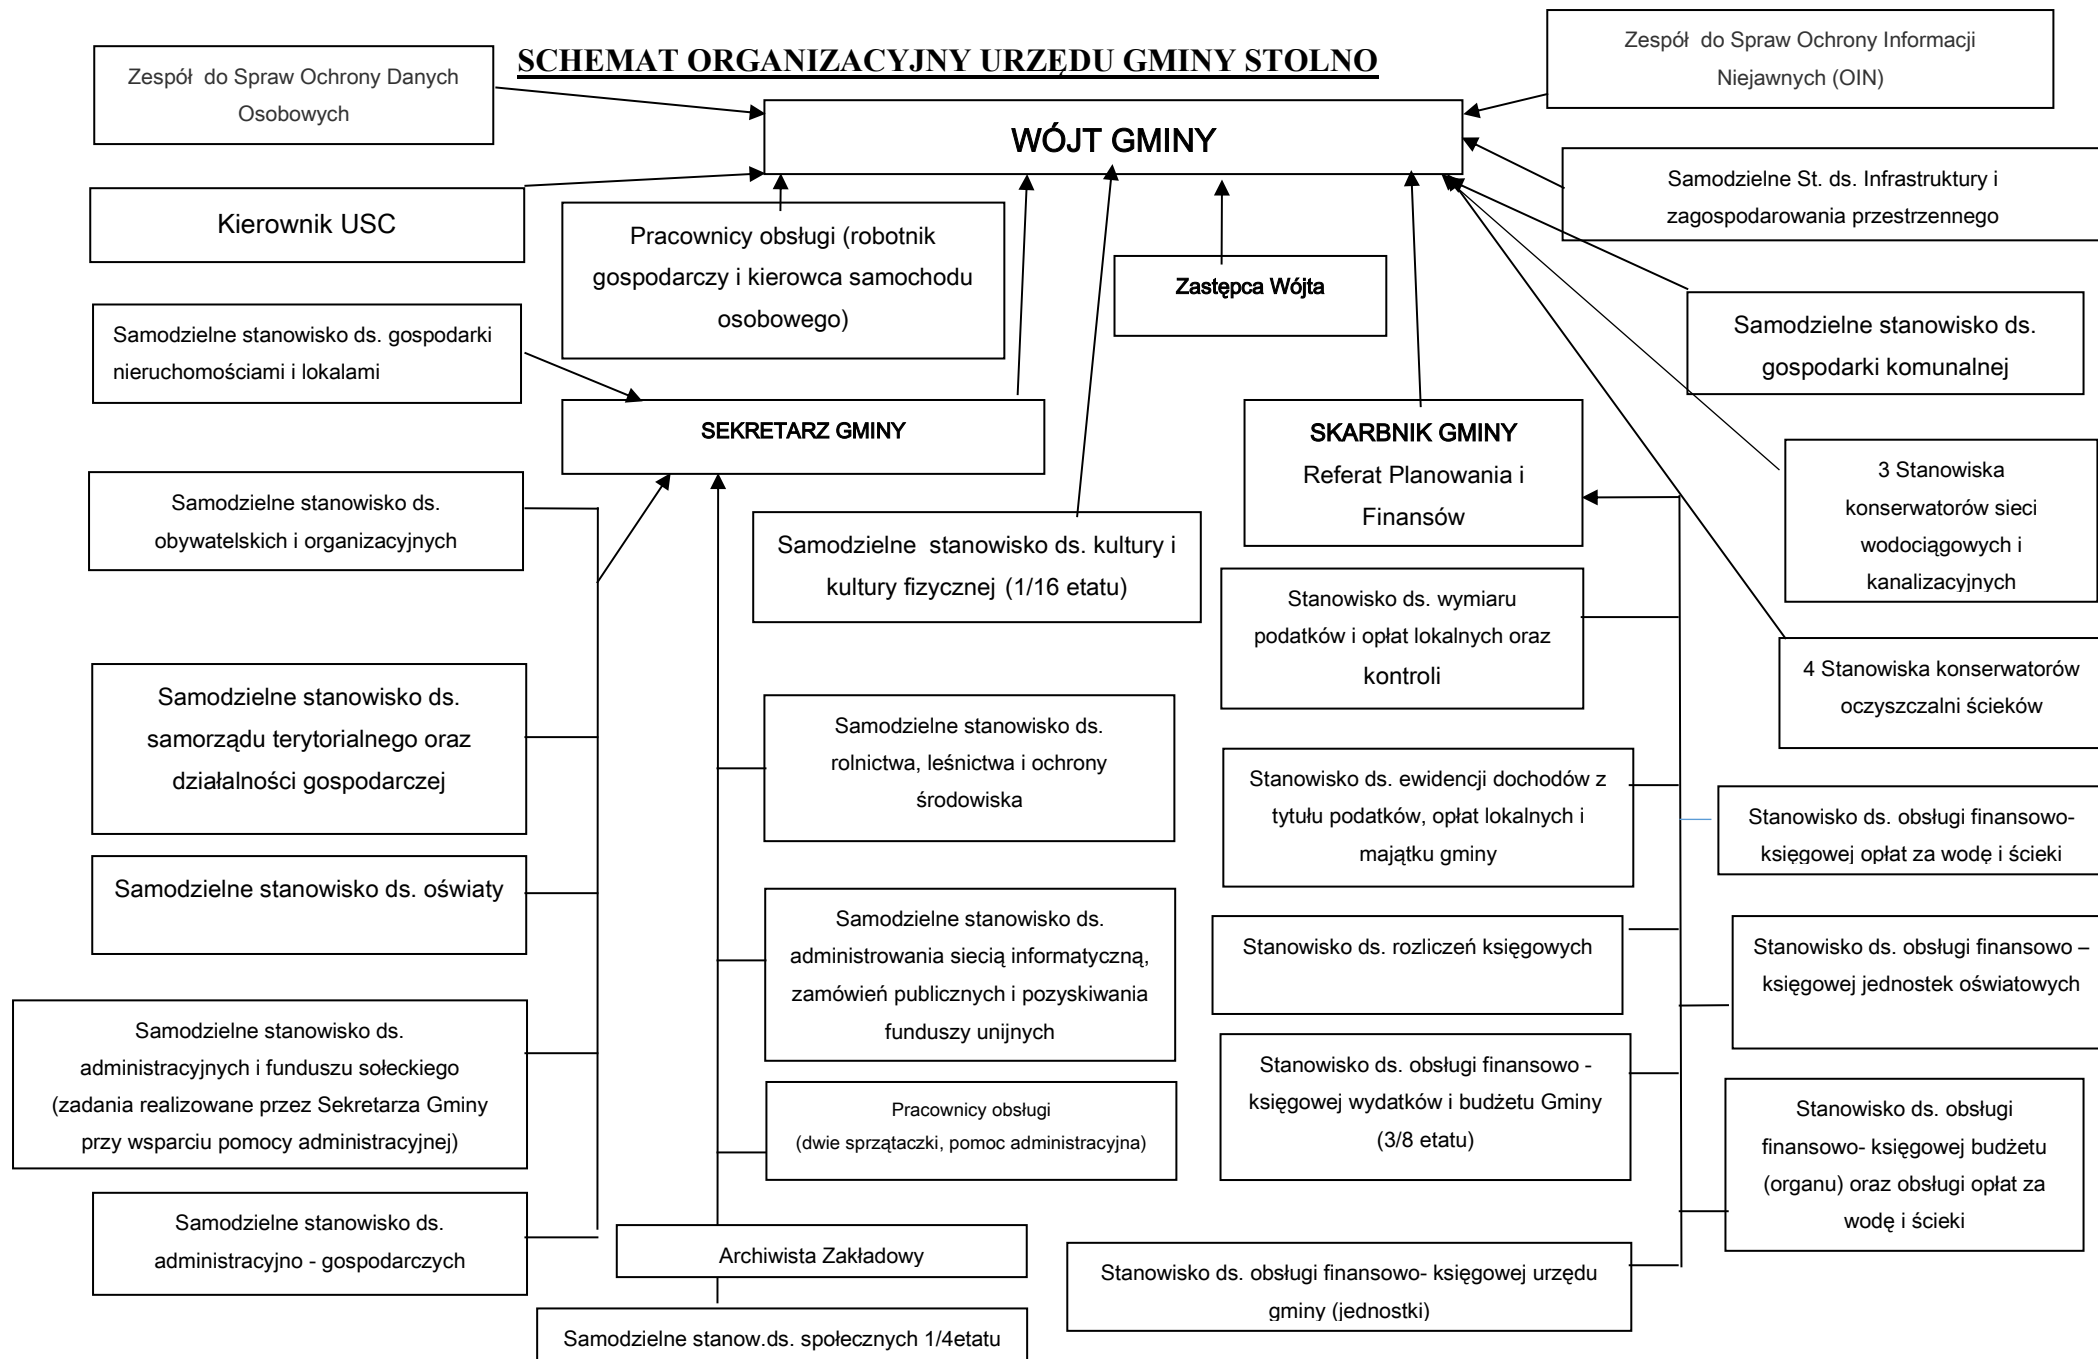 SCHEMAT ORGANIZACYJNY URZĘDU GMINY STOLNO
Zespół do Spraw Ochrony Danych
Osobowych
Zespół do Spraw Ochrony Informacji
Niejawnych (OIN)
WÓJT GMINY
Kierownik USC
Pracownicy obsługi (robotnik
gospodarczy i kierowca samochodu
osobowego)
Zastępca Wójta
Samodzielne St. ds. Infrastruktury i
zagospodarowania przestrzennego
Samodzielne stanowisko ds. gospodarki
nieruchomościami i lokalami
Samodzielne stanowisko ds.
gospodarki komunalnej
SEKRETARZ GMINY
SKARBNIK GMINY
Referat Planowania i
Finansów
3 Stanowiska
konserwatorów sieci
wodociągowych i
kanalizacyjnych
Samodzielne stanowisko ds.
obywatelskich i organizacyjnych
Samodzielne stanowisko ds. kultury i
kultury fizycznej (1/16 etatu)
Stanowisko ds. wymiaru
podatków i opłat lokalnych oraz
kontroli
4 Stanowiska konserwatorów
oczyszczalni ścieków
Samodzielne stanowisko ds.
samorządu terytorialnego oraz
działalności gospodarczej
Samodzielne stanowisko ds.
rolnictwa, leśnictwa i ochrony
środowiska
Stanowisko ds. ewidencji dochodów z
tytułu podatków, opłat lokalnych i
majątku gminy
Stanowisko ds. obsługi finansowo-
księgowej opłat za wodę i ścieki
Samodzielne stanowisko ds. oświaty
Samodzielne stanowisko ds.
administrowania siecią informatyczną,
zamówień publicznych i pozyskiwania
funduszy unijnych
Stanowisko ds. rozliczeń księgowych
Stanowisko ds. obsługi finansowo –
księgowej jednostek oświatowych
Samodzielne stanowisko ds.
administracyjnych i funduszu sołeckiego
(zadania realizowane przez Sekretarza Gminy
przy wsparciu pomocy administracyjnej)
Pracownicy obsługi
(dwie sprzątaczki, pomoc administracyjna)
Stanowisko ds. obsługi finansowo -
księgowej wydatków i budżetu Gminy
(3/8 etatu)
Stanowisko ds. obsługi
finansowo- księgowej budżetu
(organu) oraz obsługi opłat za
wodę i ścieki
Samodzielne stanowisko ds.
administracyjno - gospodarczych
Archiwista Zakładowy
Stanowisko ds. obsługi finansowo- księgowej urzędu
gminy (jednostki)
Samodzielne stanow.ds. społecznych 1/4etatu